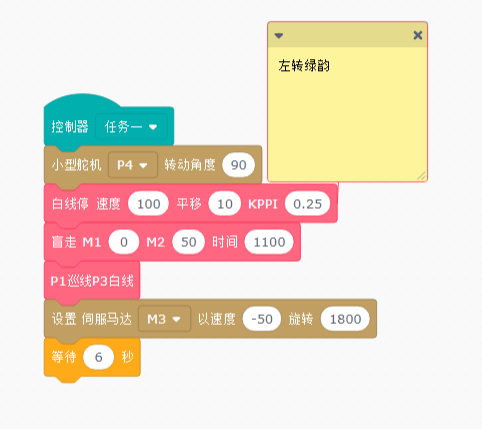 左转绿韵
控制器 任务一
小型舵机 P4 转动角度 90
白线停 速度 100 平移 10 KPPI 0.25
盲走 M1 0 M2 50 时间 1100
P1巡线P3白线
设置 伺服马达 M3 以速度 -50 旋转 1800
等待 6 秒